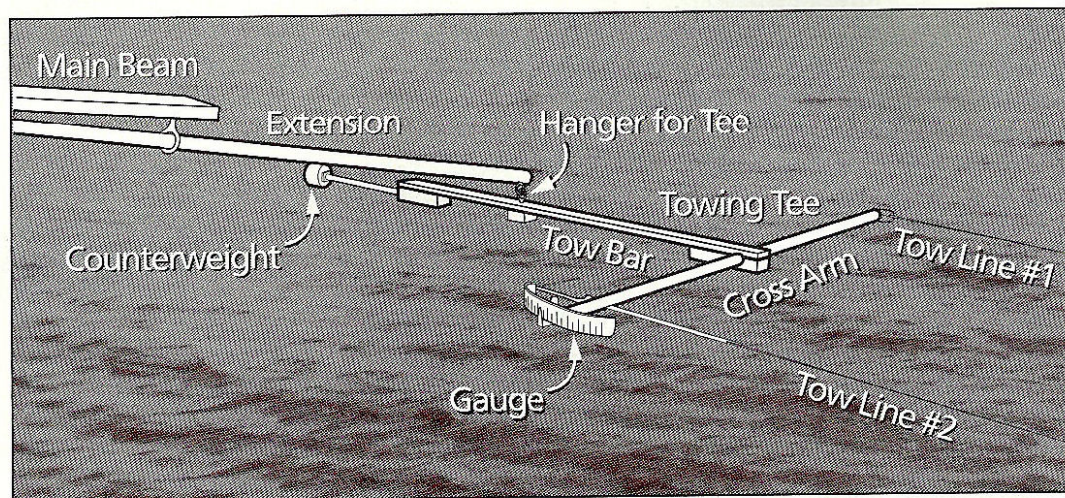 Main Beam
Extension
Hanger for Tee
Towing Tee
Counterweight
Tow Bar
Cross Arm
Tow Line #1
Gauge
Tow Line #2